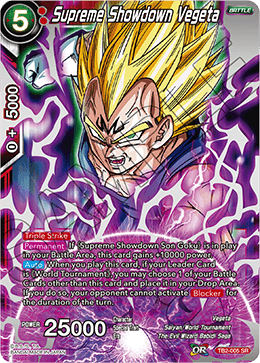 5
Supreme Showdown Vegeta
BATTLE
0 + 5000
Triple Strike
Permanent If <Supreme Showdown Son Goku> is in play
in your Battle Area, this card gains +10000 power.
Auto When you play this card, if your Leader Card
is {World Tournament}, you may choose 1 of your Battle
Cards other than this card and place it in your Drop Area.
If you do so, your opponent cannot activate Blocker for
the duration of the turn.
POWER 25000
Character Vegeta
Special Trait Saiyan/World Tournament
Era The Evil Wizard Babidi Saga
TB2-005 SR